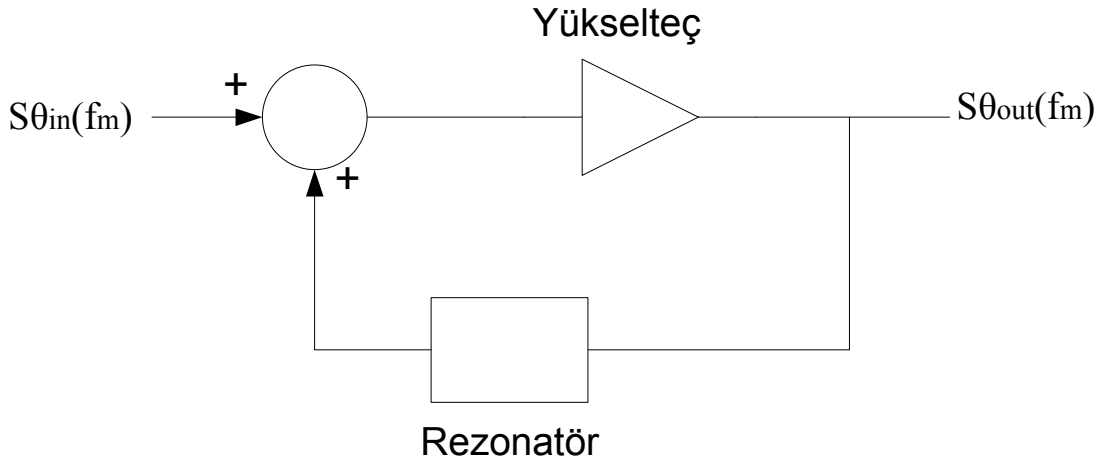 Yükselteç
+
Sθin(fm)
Sθout(fm)
+
Rezonatör